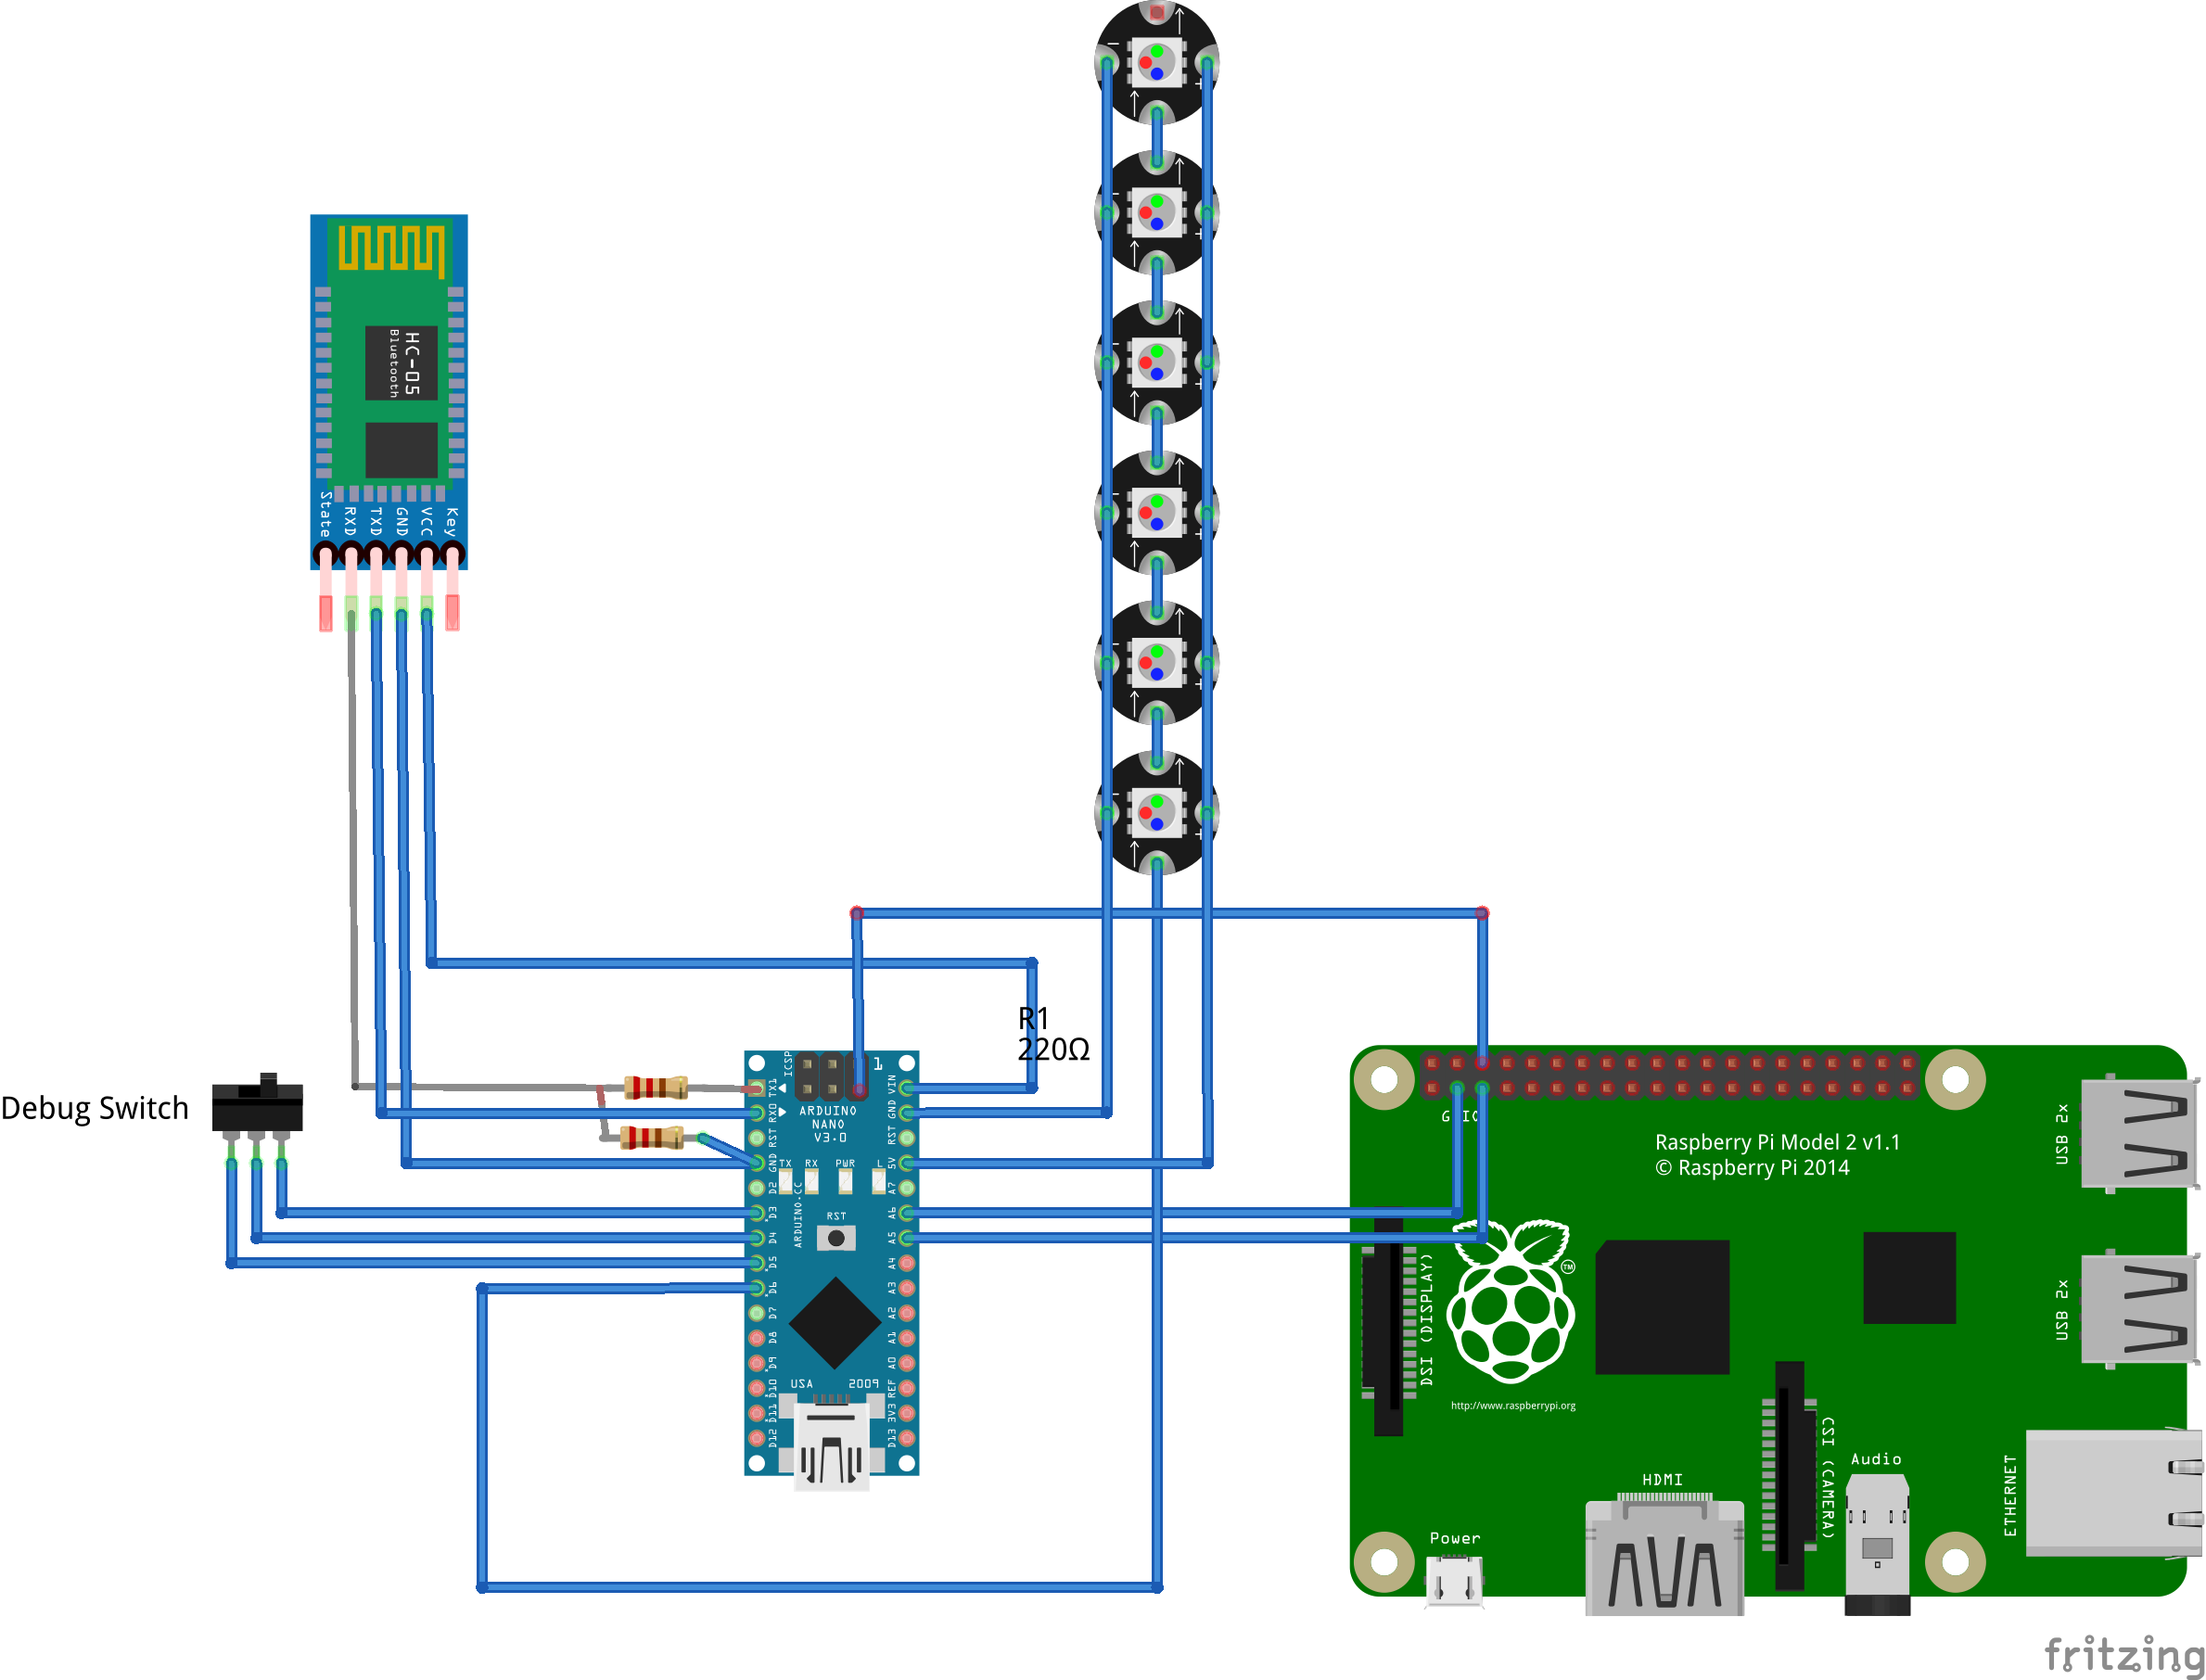 HC-05
Bluetooth
State
RXD
TXD
GND
VCC
Key
Debug Switch
R1
220Ω
ICSP
1
TX1
RX0
RST
GND
D2
D3
D4
D5
D6
D7
D8
D9
D10
D11
D12
VIN
GND
RST
5V
A7
A6
A5
A4
A3
A2
A1
A0
REF
3V3
D13
ARDUINO
NANO
V3.0
TX
RX
PWR
L
RST
ARDUINO.CC
USA
2009
GPIO
Raspberry Pi Model 2 v1.1
© Raspberry Pi 2014
USB 2x
USB 2x
DSI (DISPLAY)
TM
http://www.raspberrypi.org
CSI (CAMERA)
Audio
HDMI
ETHERNET
Power
fritzing